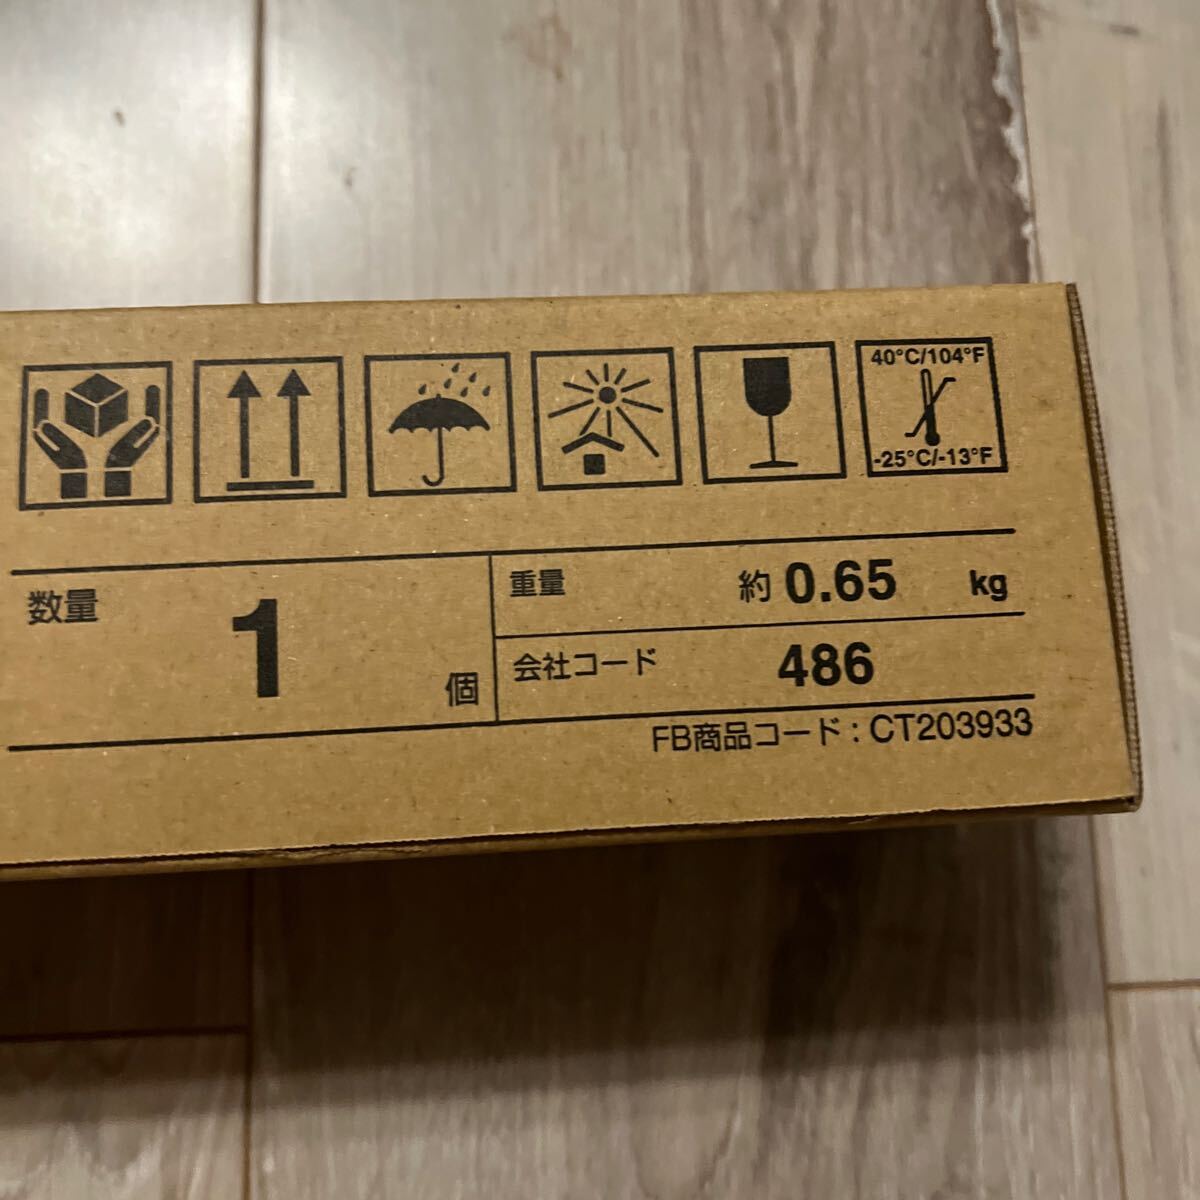 40°C/104°F
-25°C/-13°F
数量 1 個
重量 約 0.65 kg
会社コード 486
FB商品コード : CT203933